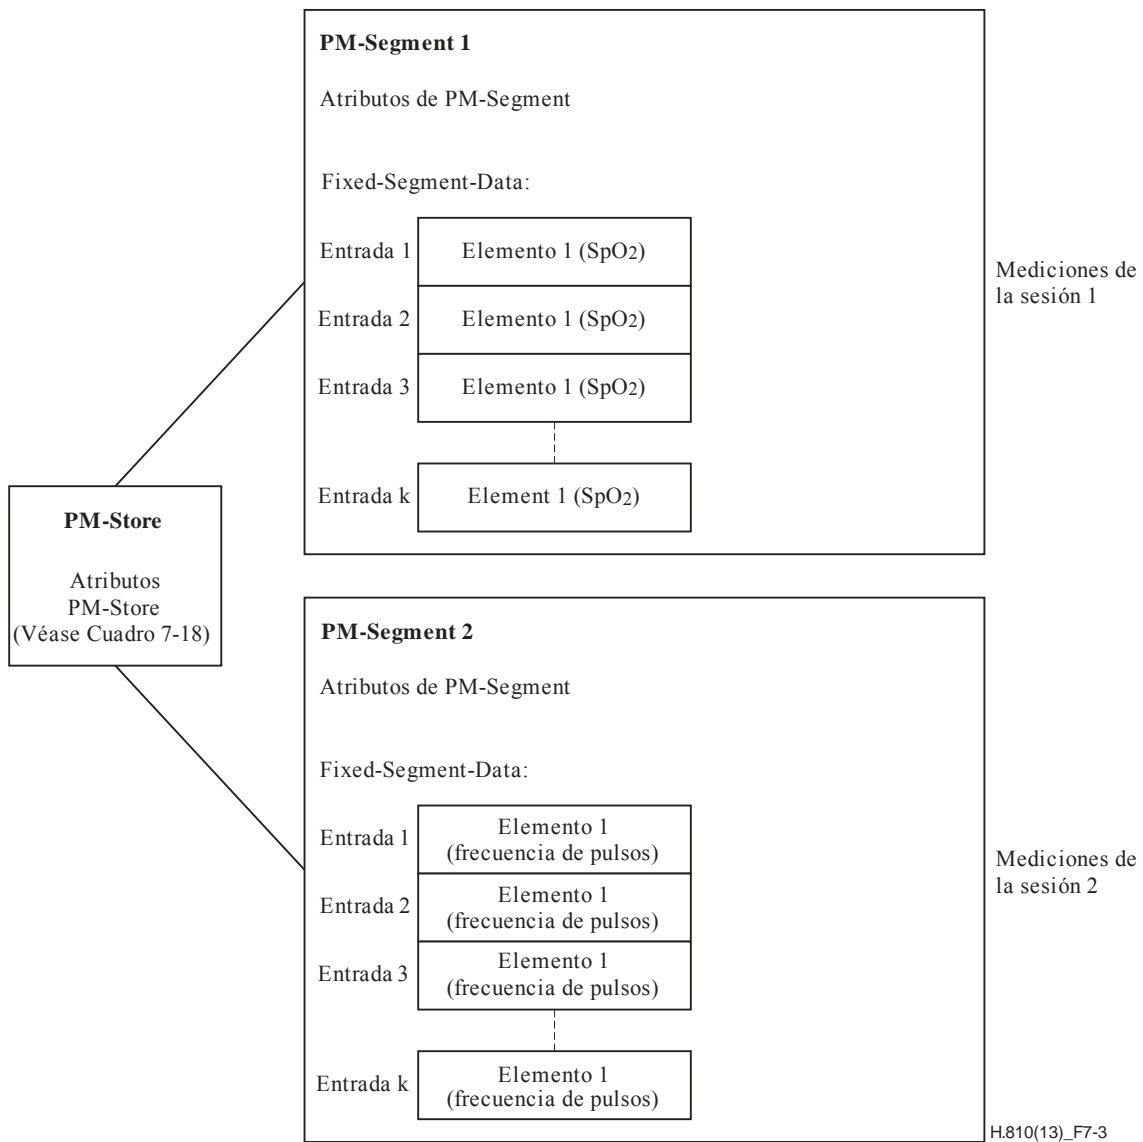 PM-Segment 1
Atributos de PM-Segment
Fixed-Segment-Data:
Entrada 1
Elemento 1 (SpO2)
Entrada 2
Elemento 1 (SpO2)
Entrada 3
Elemento 1 (SpO2)
Entrada k
Element 1 (SpO2)
Mediciones de
la sesión 1
PM-Store
Atributos
PM-Store
(Véase Cuadro 7-18)
PM-Segment 2
Atributos de PM-Segment
Fixed-Segment-Data:
Entrada 1
Elemento 1
(frecuencia de pulsos)
Entrada 2
Elemento 1
(frecuencia de pulsos)
Entrada 3
Elemento 1
(frecuencia de pulsos)
Entrada k
Elemento 1
(frecuencia de pulsos)
Mediciones de
la sesión 2
H.810(13)_F7-3